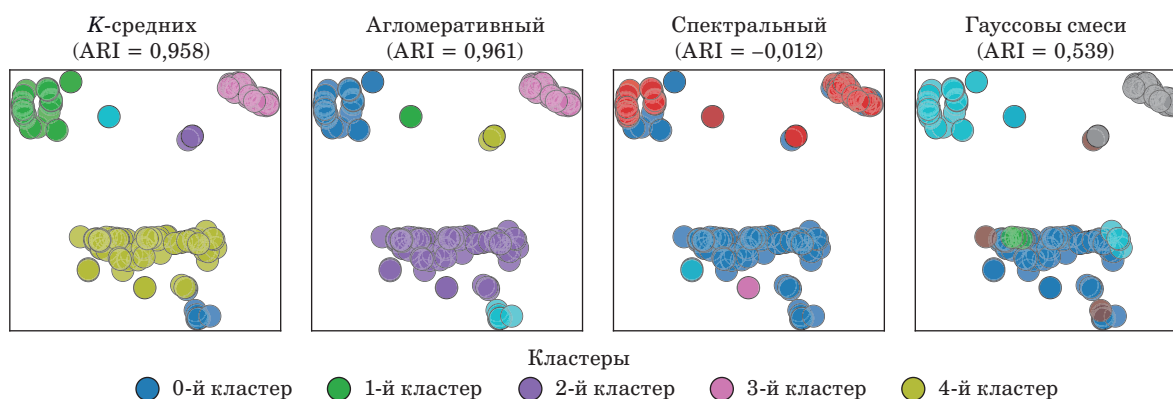 K-средних
(ARI = 0,958)
Агломеративный
(ARI = 0,961)
Спектральный
(ARI = –0,012)
Гауссовы смеси
(ARI = 0,539)
Кластеры
0-й кластер
1-й кластер
2-й кластер
3-й кластер
4-й кластер